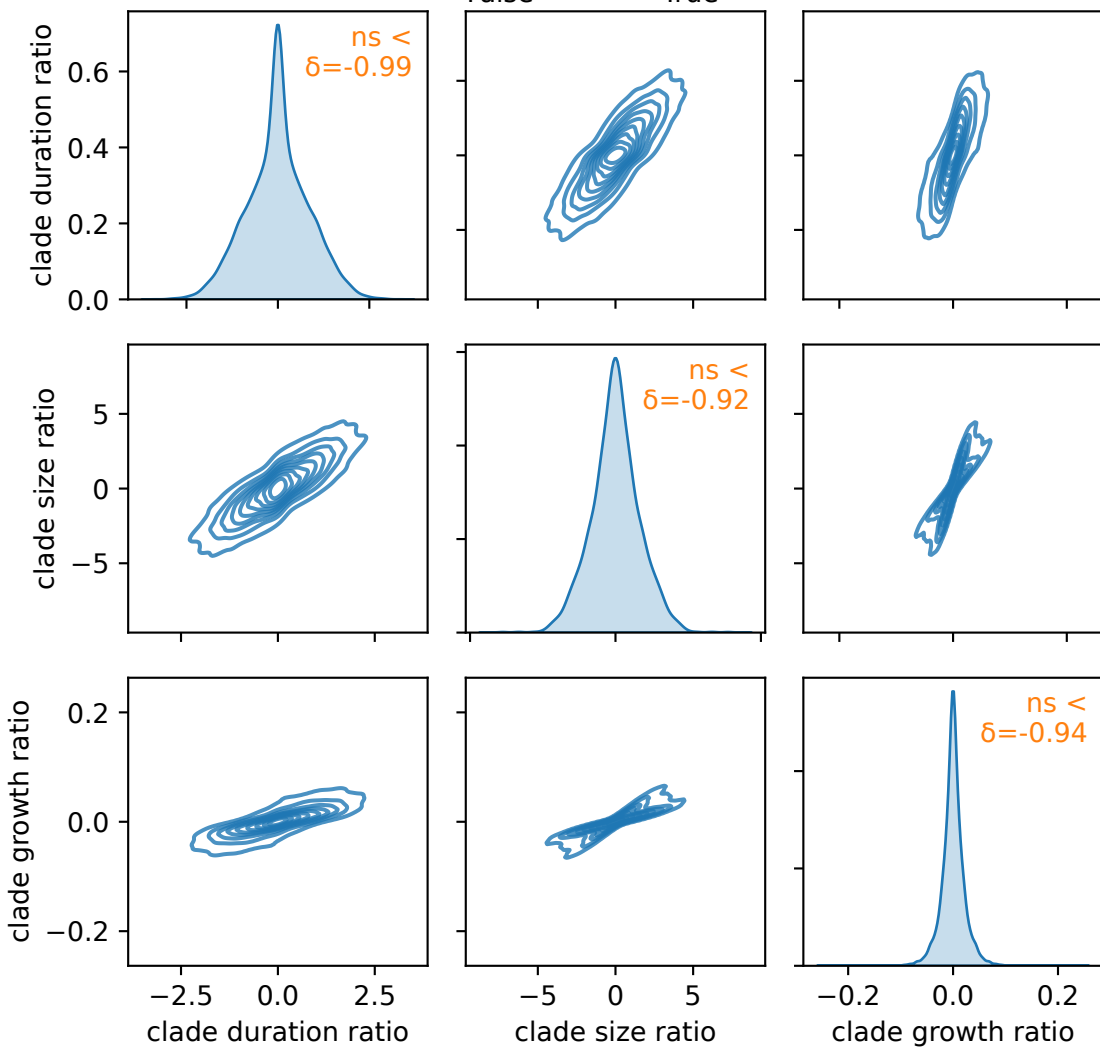 clade duration ratio
0.6
0.4
0.2
0.0
ns <
δ=-0.99
clade size ratio
5
0
−5
ns <
δ=-0.92
clade growth ratio
0.2
0.0
−0.2
ns <
δ=-0.94
−2.5 0.0 2.5
−5 0 5
−0.2 0.0 0.2
clade duration ratio
clade size ratio
clade growth ratio